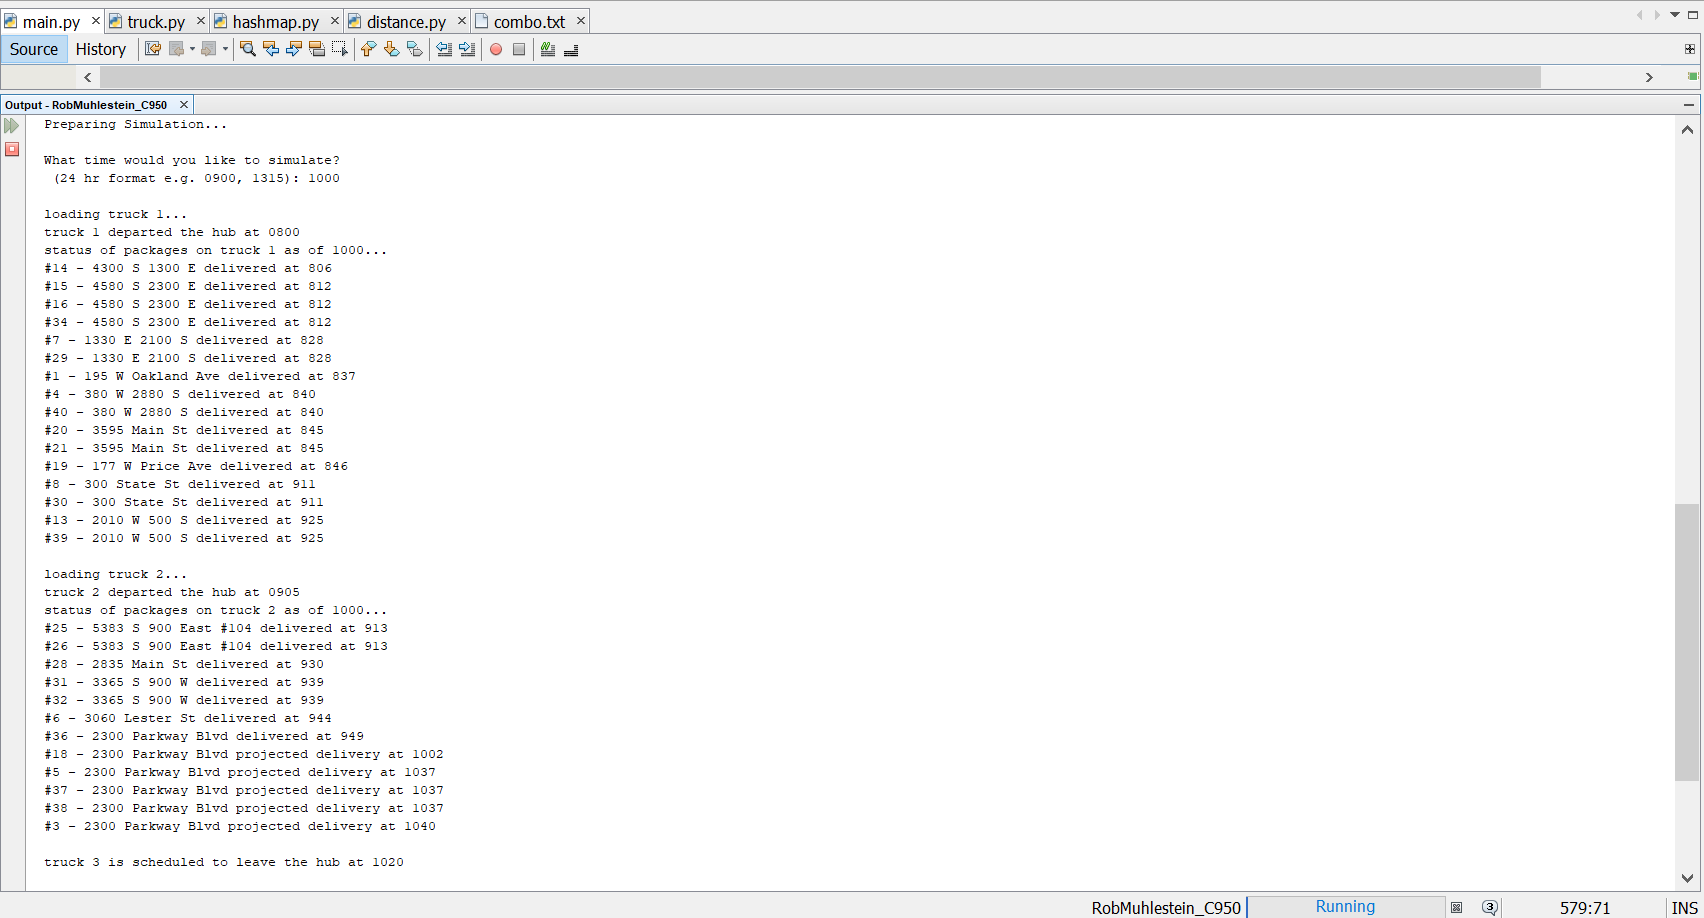 main.py
truck.py
hashmap.py
distance.py
combo.txt
Source History
Output - RobMuhlestein_C950
Preparing Simulation...
What time would you like to simulate?
(24 hr format e.g. 0900, 1315): 1000
loading truck 1...
truck 1 departed the hub at 0800
status of packages on truck 1 as of 1000...
#14 - 4300 S 1300 E delivered at 806
#15 - 4580 S 2300 E delivered at 812
#16 - 4580 S 2300 E delivered at 812
#34 - 4580 S 2300 E delivered at 812
#7 - 1330 E 2100 S delivered at 828
#29 - 1330 E 2100 S delivered at 828
#1 - 195 W Oakland Ave delivered at 837
#4 - 380 W 2880 S delivered at 840
#40 - 380 W 2880 S delivered at 840
#20 - 3595 Main St delivered at 845
#21 - 3595 Main St delivered at 845
#19 - 177 W Price Ave delivered at 846
#8 - 300 State St delivered at 911
#30 - 300 State St delivered at 911
#13 - 2010 W 500 S delivered at 925
#39 - 2010 W 500 S delivered at 925
loading truck 2...
truck 2 departed the hub at 0905
status of packages on truck 2 as of 1000...
#25 - 5383 S 900 East #104 delivered at 913
#26 - 5383 S 900 East #104 delivered at 913
#28 - 2835 Main St delivered at 930
#31 - 3365 S 900 W delivered at 939
#32 - 3365 S 900 W delivered at 939
#6 - 3060 Lester St delivered at 944
#36 - 2300 Parkway Blvd delivered at 949
#18 - 2300 Parkway Blvd projected delivery at 1002
#5 - 2300 Parkway Blvd projected delivery at 1037
#37 - 2300 Parkway Blvd projected delivery at 1037
#38 - 2300 Parkway Blvd projected delivery at 1037
#3 - 2300 Parkway Blvd projected delivery at 1040
truck 3 is scheduled to leave the hub at 1020
RobMuhlestein_C950 Running 3 579:71 INS